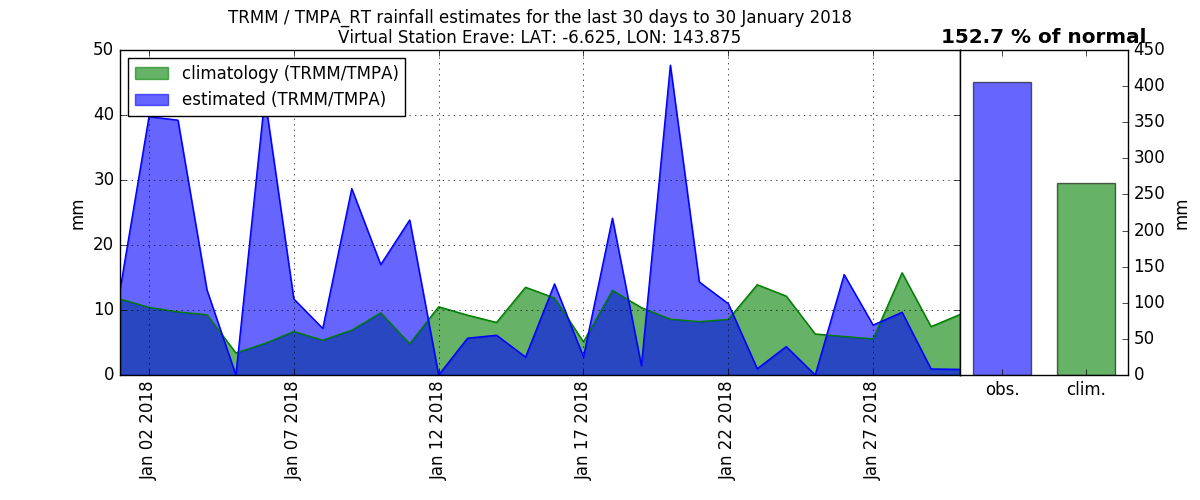 TRMM / TMPA_RT rainfall estimates for the last 30 days to 30 January 2018
Virtual Station Erave: LAT: -6.625, LON: 143.875
152.7 % of normal
climatology (TRMM/TMPA)
estimated (TRMM/TMPA)
50
40
30
20
10
0
mm
Jan 02 2018
Jan 07 2018
Jan 12 2018
Jan 17 2018
Jan 22 2018
Jan 27 2018
450
400
350
300
250
200
150
100
50
0
mm
obs.
clim.